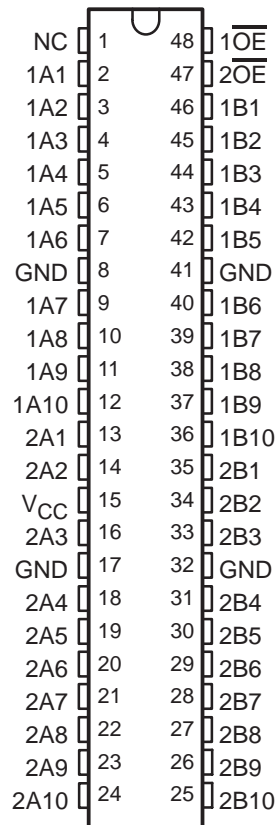 NC 1 48 1OE
1A1 2 47 2OE
1A2 3 46 1B1
1A3 4 45 1B2
1A4 5 44 1B3
1A5 6 43 1B4
1A6 7 42 1B5
GND 8 41 GND
1A7 9 40 1B6
1A8 10 39 1B7
1A9 11 38 1B8
1A10 12 37 1B9
2A1 13 36 1B10
2A2 14 35 2B1
VCC 15 34 2B2
2A3 16 33 2B3
GND 17 32 GND
2A4 18 31 2B4
2A5 19 30 2B5
2A6 20 29 2B6
2A7 21 28 2B7
2A8 22 27 2B8
2A9 23 26 2B9
2A10 24 25 2B10